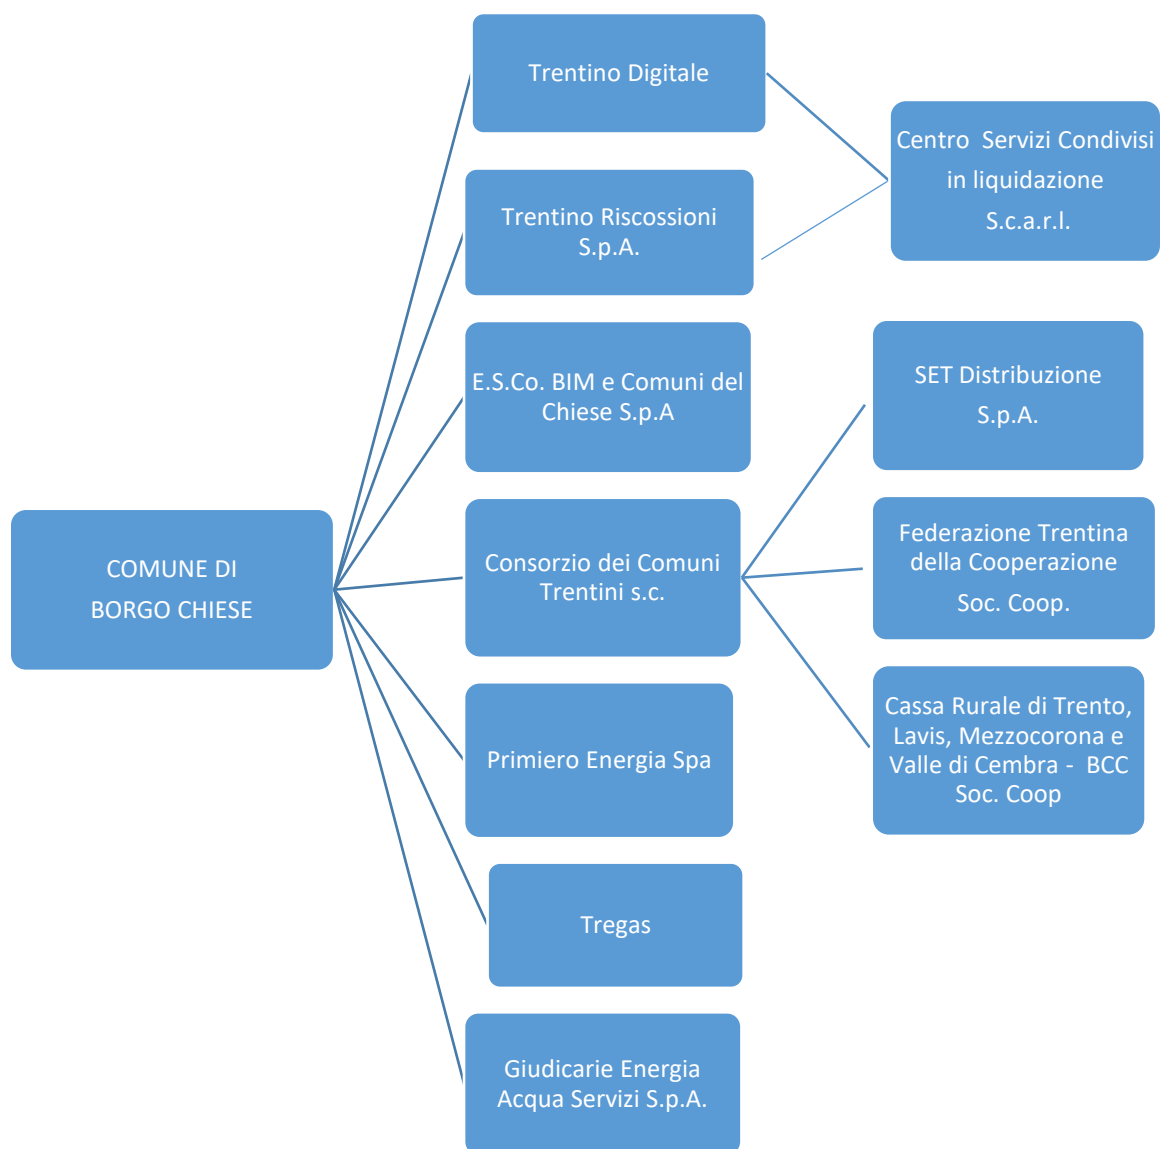 Trentino Digitale
Centro Servizi Condivisi
in liquidazione
S.c.a.r.l.
Trentino Riscossioni
S.p.A.
E.S.Co. BIM e Comuni del
Chiese S.p.A
SET Distribuzione
S.p.A.
COMUNE DI
BORGO CHIESE
Consorzio dei Comuni
Trentini s.c.
Federazione Trentina
della Cooperazione
Soc. Coop.
Primiero Energia Spa
Cassa Rurale di Trento,
Lavis, Mezzocorona e
Valle di Cembra - BCC
Soc. Coop
Tregas
Giudicarie Energia
Acqua Servizi S.p.A.